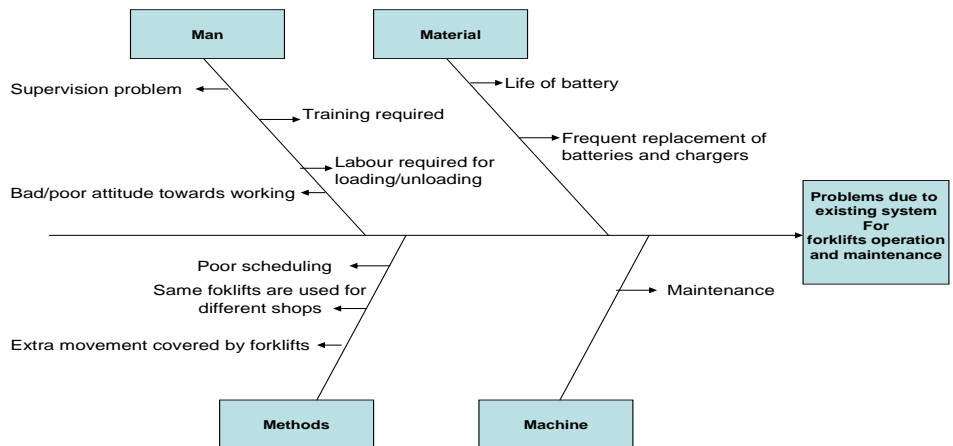 Man
Material
Supervision problem
Life of battery
Training required
Frequent replacement of
batteries and chargers
Labour required for
loading/unloading
Bad/poor attitude towards working
Problems due to
existing system
For
forklifts operation
and maintenance
Poor scheduling
Same foklifts are used for
different shops
Maintenance
Extra movement covered by forklifts
Methods
Machine